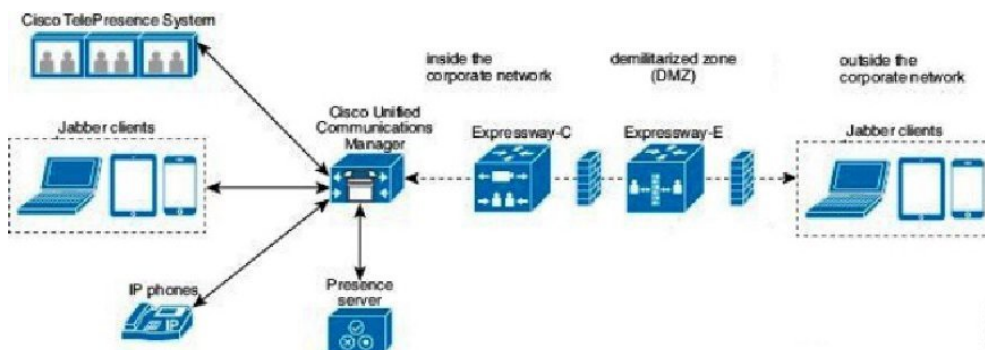 Cisco TelePresence System
inside the
corporate network
demilitarized zone
(DMZ)
outside the
corporate network
Jabber clients
Cisco Unified
Communications
Manager
Expressway-C
Expressway-E
Jabber clients
IP phones
IP
Presence
server